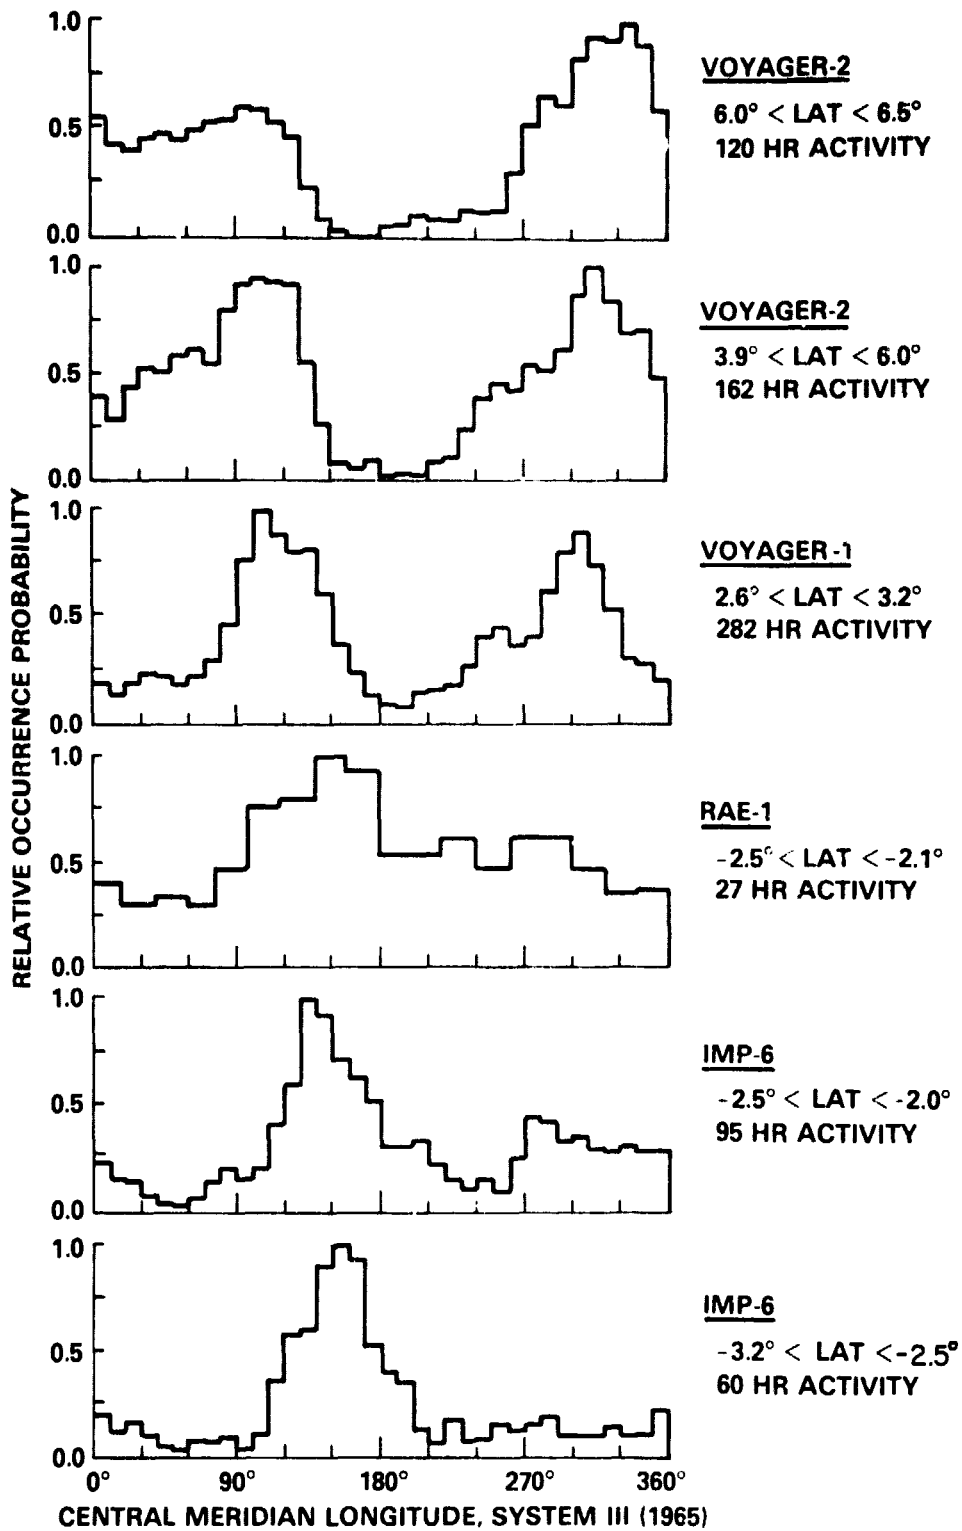 1.0
0.5
0.0
VOYAGER-2
6.0° < LAT < 6.5°
120 HR ACTIVITY
1.0
0.5
0.0
VOYAGER-2
3.9° < LAT < 6.0°
162 HR ACTIVITY
RELATIVE OCCURRENCE PROBABILITY
1.0
0.5
0.0
VOYAGER-1
2.6° < LAT < 3.2°
282 HR ACTIVITY
1.0
0.5
0.0
RAE-1
-2.5° < LAT < -2.1°
27 HR ACTIVITY
1.0
0.5
0.0
IMP-6
-2.5° < LAT < -2.0°
95 HR ACTIVITY
1.0
0.5
0.0
IMP-6
-3.2° < LAT < -2.5°
60 HR ACTIVITY
0° 90° 180° 270° 360°
CENTRAL MERIDIAN LONGITUDE, SYSTEM III (1965)